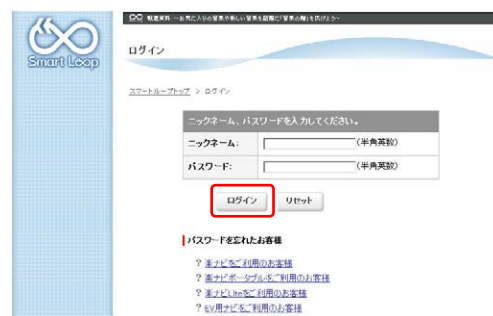 Smart Loop
ログイン
スマートループトップ > ログイン
ニックネーム、パスワードを入力してください。
ニックネーム: (半角英数)
パスワード: (半角英数)
ログイン リセット
パスワードを忘れたお客様
? 楽ナビをご利用のお客様
? 楽ナビポータブルをご利用のお客様
? 楽ナビLiteをご利用のお客様
? EV用ナビをご利用のお客様